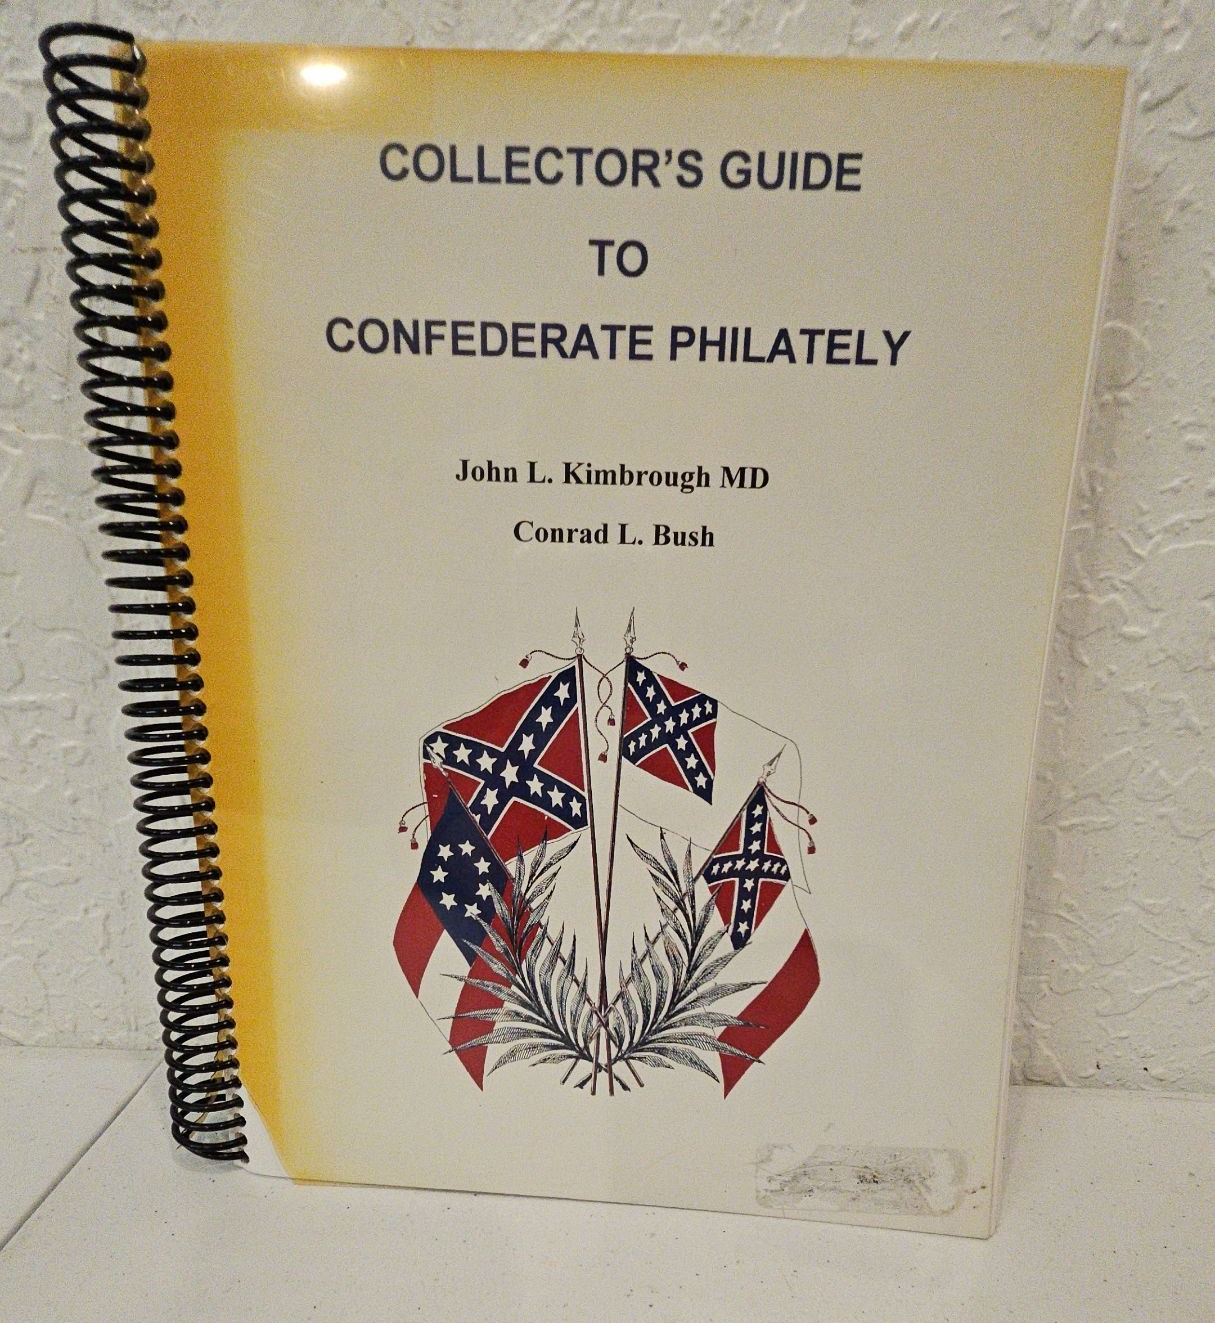 COLLECTOR'S GUIDE
TO
CONFEDERATE PHILATELY
John L. Kimbrough MD
Conrad L. Bush